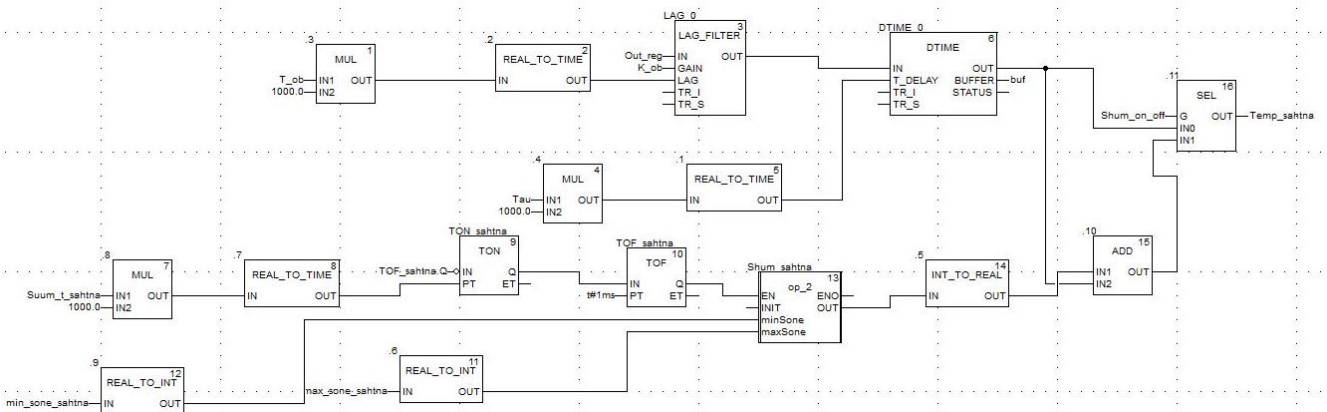 LAG_0
.3 .2 3
1 2 LAG_FILTER DTIME_0
MUL REAL_TO_TIME Out_reg IN OUT 6
K_ob GAIN DTIME
T_ob IN1 OUT IN OUT LAG IN OUT .11
1000.0 IN2 TR_I T_DELAY BUFFER buf 16
TR_S TR_I STATUS SEL
TR_S Shum_on_off G OUT Temp_sahtna
IN0
IN1
.4 .1
4 5
MUL REAL_TO_TIME
Tau IN1 OUT IN OUT
1000.0 IN2
TON_sahtna
9 TOF_sahtna .10
.8 .7 TON 10 15
7 8 TOF Shum_sahtna .5 ADD
MUL REAL_TO_TIME TOF_sahtna.Q IN Q 13 14
PT ET IN Q op_2 INT_TO_REAL IN1 OUT
Suum_t_sahtna IN1 OUT IN OUT t#1ms PT ET EN ENO IN OUT IN2
1000.0 IN2 INIT OUT
minSone
maxSone
.9 .6
12 11
REAL_TO_INT REAL_TO_INT
max_sone_sahtna IN OUT
min_sone_sahtna IN OUT